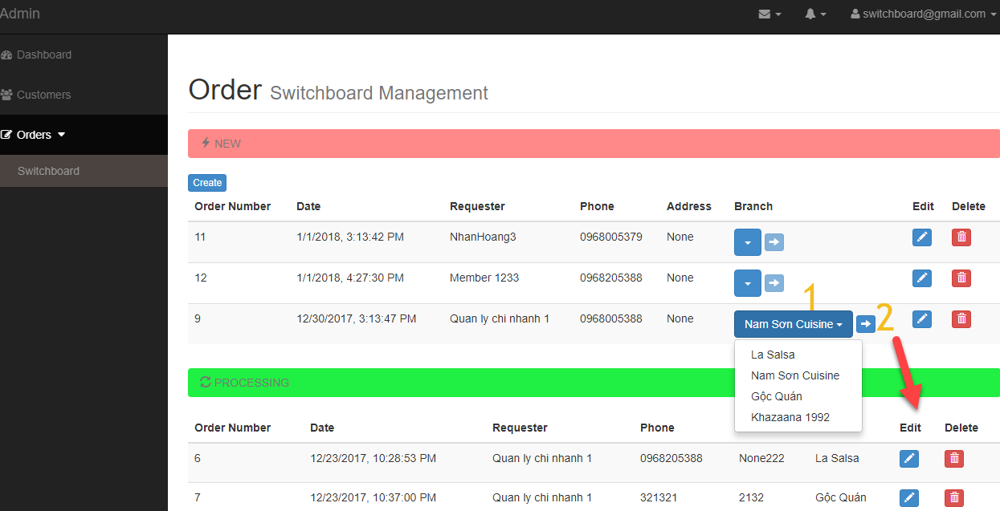 Admin
switchboard@gmail.com
Dashboard
Customers
Orders
Switchboard
Order Switchboard Management
NEW
Create
Order Number Date Requester Phone Address Branch Edit Delete
11 1/1/2018, 3:13:42 PM NhanHoang3 0968005379 None
12 1/1/2018, 4:27:30 PM Member 1233 0968205388 None
1
9 12/30/2017, 3:13:47 PM Quan ly chi nhanh 1 0968005388 None Nam Sơn Cuisine 2
La Salsa
Nam Sơn Cuisine
Gộc Quán
Khazaana 1992
PROCESSING
Order Number Date Requester Phone Edit Delete
6 12/23/2017, 10:28:53 PM Quan ly chi nhanh 1 0968205388 None222 La Salsa
7 12/23/2017, 10:37:00 PM Quan ly chi nhanh 1 321321 2132 Gộc Quán